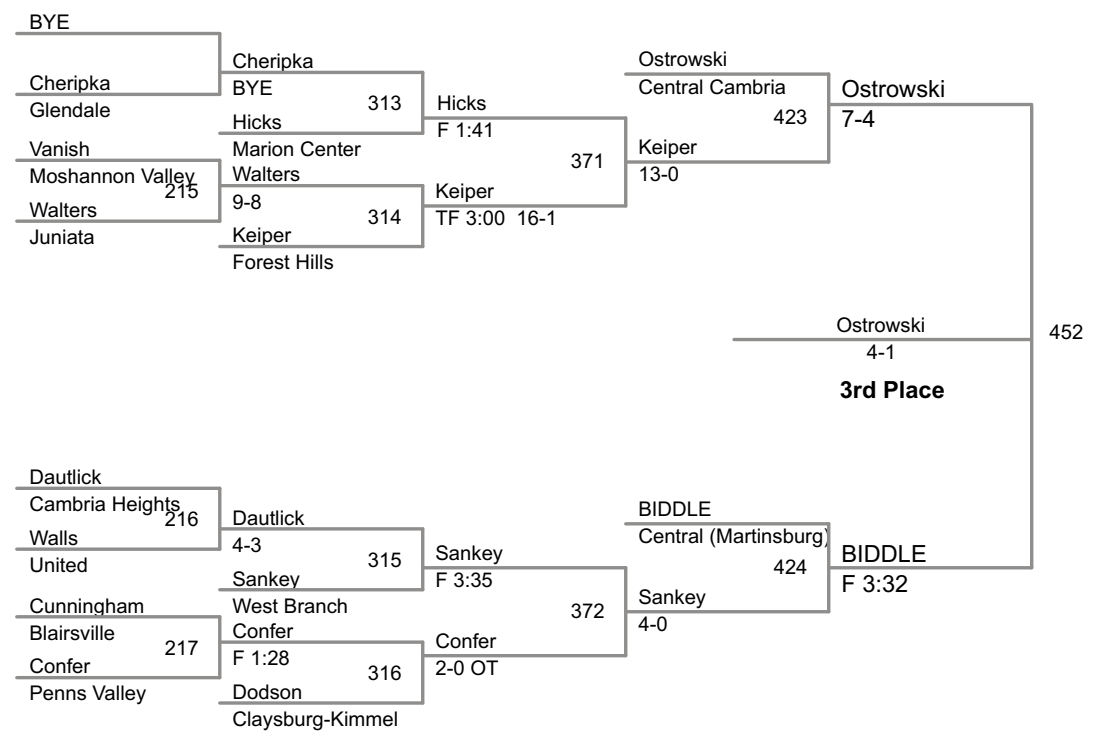 BYE
Cheripka
Glendale
Vanish
Moshannon Valley
215
Walters
Juniata
Cheripka
BYE
313
Hicks
Marion Center
Walters
9-8
314
Keiper
Forest Hills
Hicks
F 1:41
371
Keiper
TF 3:00 16-1
Ostrowski
Central Cambria
423
Keiper
13-0
Ostrowski
7-4
Ostrowski
4-1
3rd Place
452
Dautlick
Cambria Heights
216
Walls
United
Cunningham
Blairsville
217
Confer
Penns Valley
Dautlick
4-3
315
Sankey
West Branch
Confer
F 1:28
316
Dodson
Claysburg-Kimmel
Sankey
F 3:35
372
Confer
2-0 OT
BIDDLE
Central (Martinsburg)
424
Sankey
4-0
BIDDLE
F 3:32